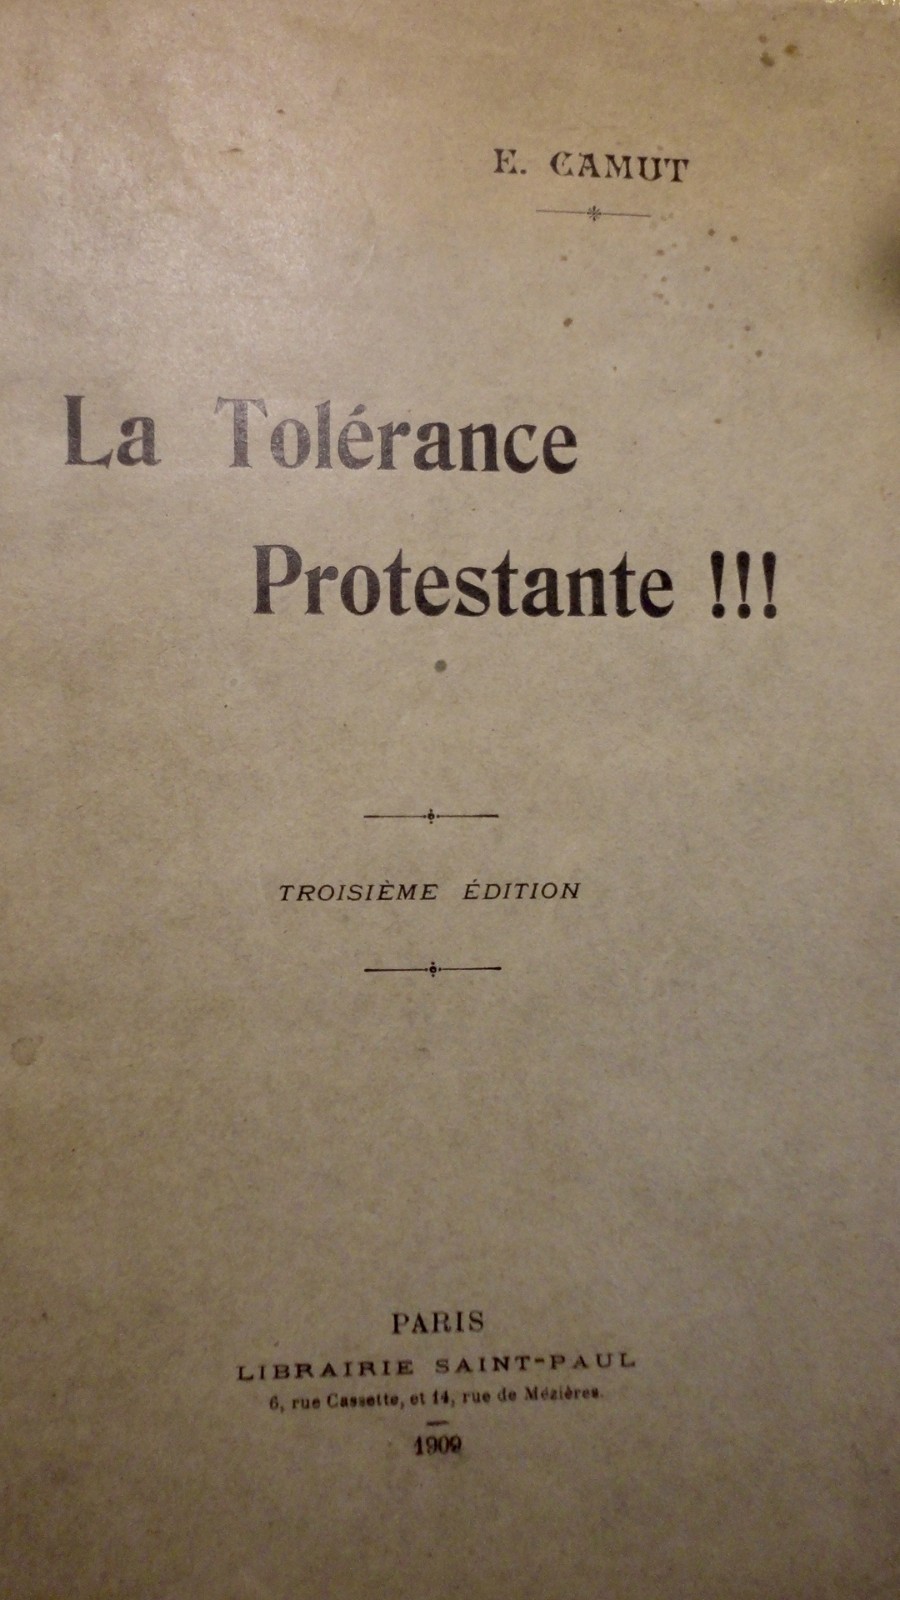 E. CAMUT
La Tolérance
Protestante !!!
TROISIÈME ÉDITION
PARIS
LIBRAIRIE SAINT-PAUL
6, rue Cassette, et 14, rue de Mézières.
1909